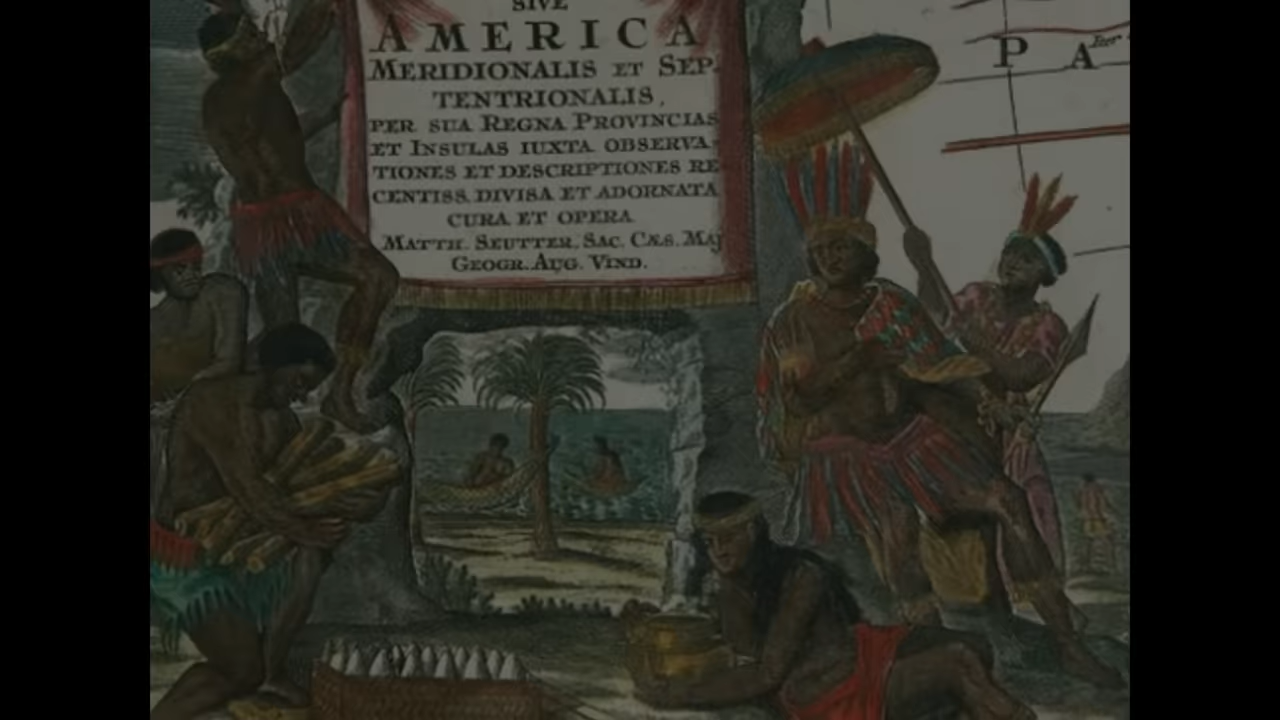 SIVE
AMERICA
MERIDIONALIS ET SEP-
TENTRIONALIS,
PER SUA REGNA PROVINCIAS
ET INSULAS IUXTA OBSERVA-
TIONES ET DESCRIPTIONES RE-
CENTISS. DIVISA ET ADORNATA
CURA ET OPERA
MATTH. SEUTTER, SAC. CÆS. MAJ
GEOGR. AUG. VIND.
P A